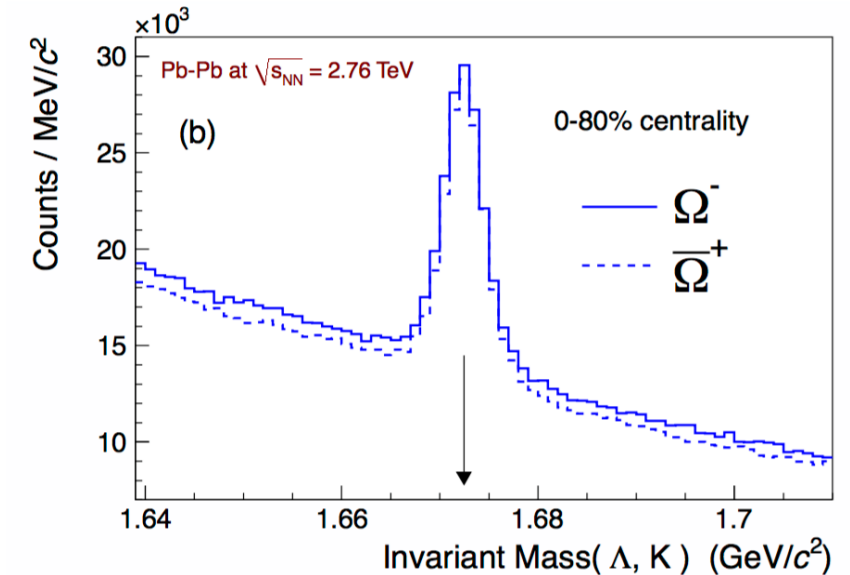 ×10³
Counts / MeV/c²
30
25
20
15
10
Pb-Pb at √sNN = 2.76 TeV
(b)
0-80% centrality
Ω⁻
Ω̅⁺
1.64
1.66
1.68
1.7
Invariant Mass( Λ, K ) (GeV/c²)